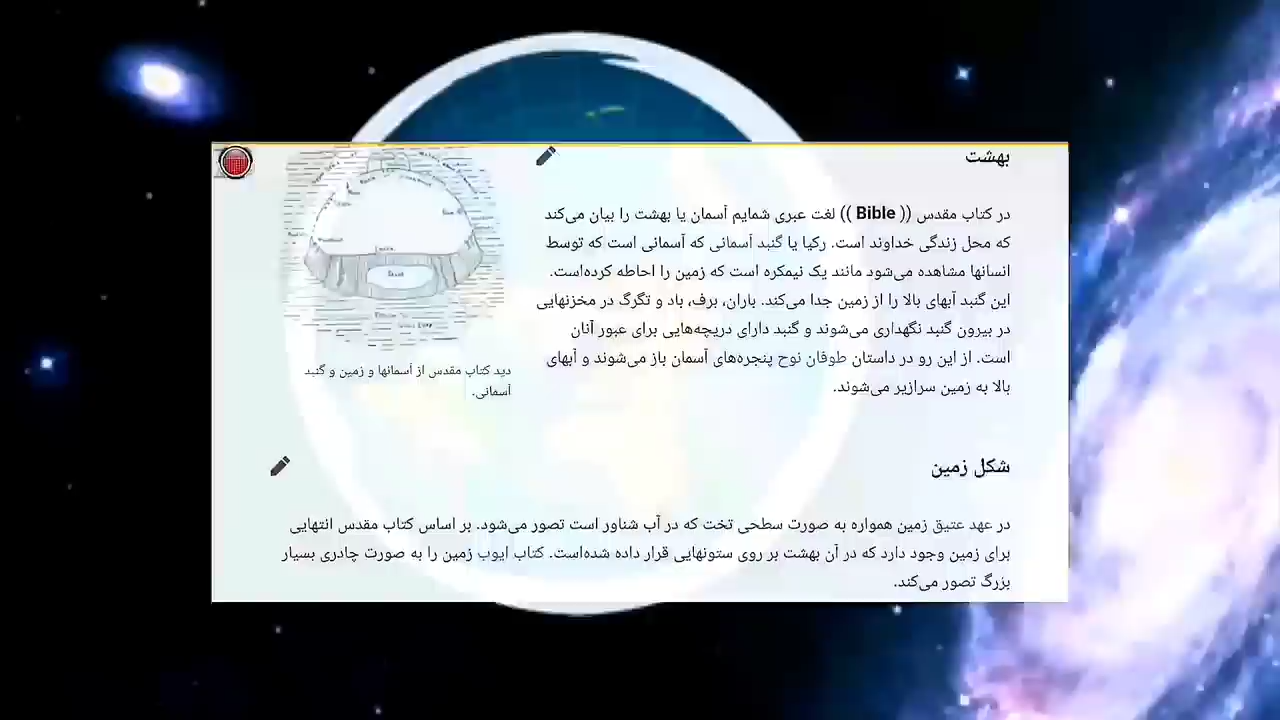 بهشت
در کتاب مقدس (( Bible )) لغت عبری شمایم آسمان یا بهشت را بیان می‌کند
که محل زندگی خداوند است. رکیا یا گنبد آسمانی که آسمانی است که توسط
انسانها مشاهده می‌شود مانند یک نیمکره است که زمین را احاطه کرده‌است.
این گنبد آبهای بالا را از زمین جدا می‌کند. باران، برف، باد و تگرگ در مخزنهایی
در بیرون گنبد نگهداری می‌شوند و گنبد دارای دریچه‌هایی برای عبور آنان
است. از این رو در داستان طوفان نوح پنجره‌های آسمان باز می‌شوند و آبهای
بالا به زمین سرازیر می‌شوند.
دید کتاب مقدس از آسمانها و زمین و گنبد
آسمانی.
شکل زمین
در عهد عتیق زمین همواره به صورت سطحی تخت که در آب شناور است تصور می‌شود. بر اساس کتاب مقدس انتهایی
برای زمین وجود دارد که در آن بهشت بر روی ستونهایی قرار داده شده‌است. کتاب ایوب زمین را به صورت چادری بسیار
بزرگ تصور می‌کند.